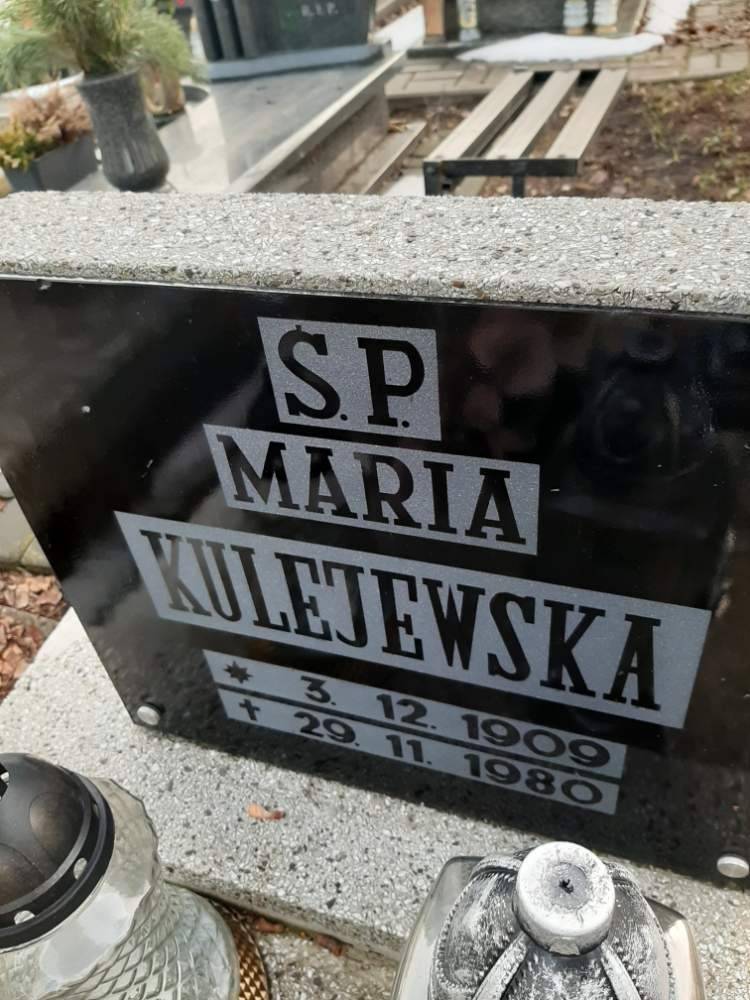 R.I.P.
Ś.P.
MARIA
KULEJEWSKA
* 3. 12. 1909
† 29. 11. 1980